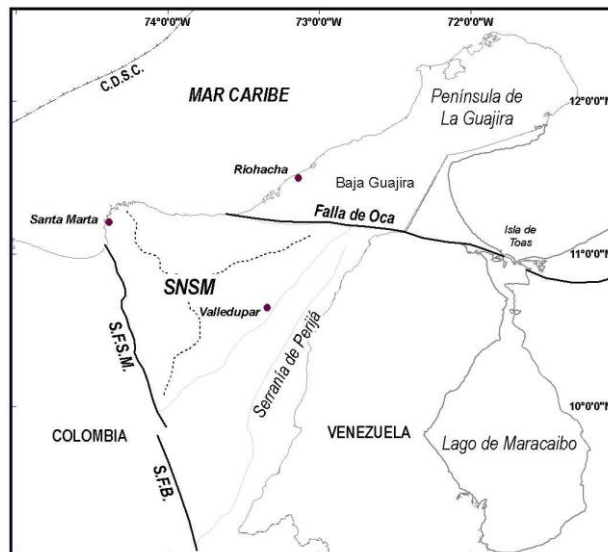 74°0'0"W
73°0'0"W
72°0'0"W
C.D.S.C.
MAR CARIBE
Península de
La Guajira
12°0'0"N
Riohacha
Baja Guajira
Santa Marta
Falla de Oca
Isla de
Toas
11°0'0"N
SNSM
Valledupar
S.F.S.M.
Serranía de Perijá
10°0'0"N
COLOMBIA
VENEZUELA
Lago de Maracaibo
S.F.B.